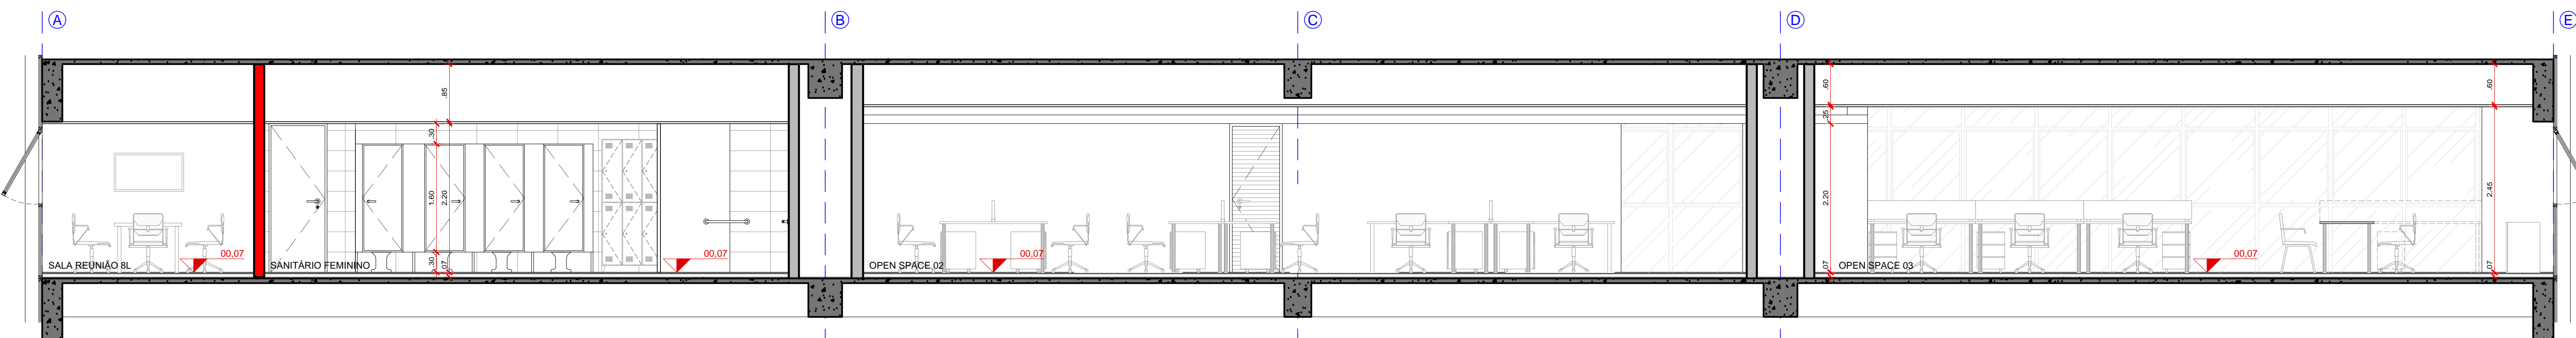 A
B
C
D
E
.85
.30
1.60
2.20
.30
.07
SALA REUNIÃO 8L
00,07
SANITÁRIO FEMININO
00,07
OPEN SPACE 02
00,07
.60
.25
2.20
.07
OPEN SPACE 03
00,07
.60
2.45
.07